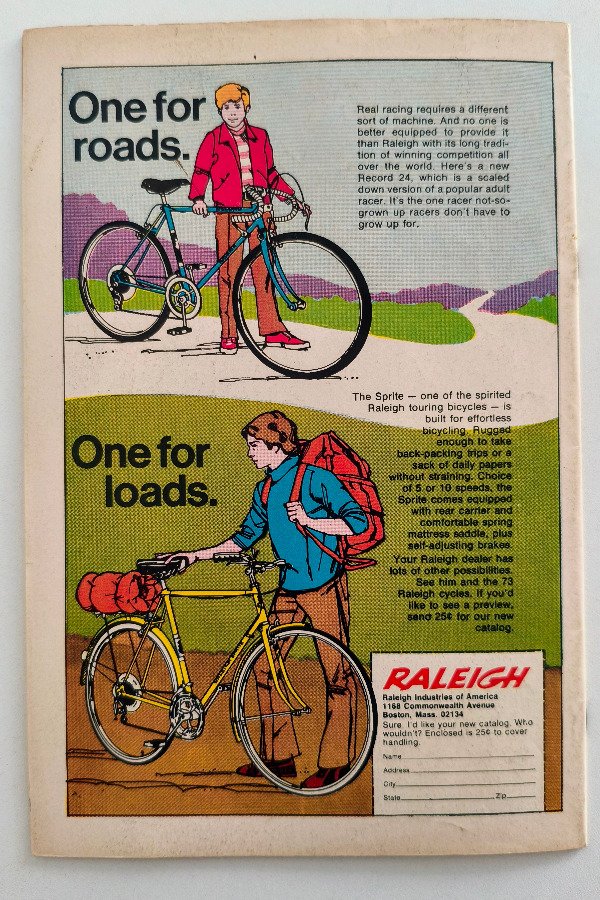 One for
roads.
Real racing requires a different
sort of machine. And no one is
better equipped to provide it
than Raleigh with its long tradi-
tion of winning competition all
over the world. Here's a new
Record 24, which is a scaled
down version of a popular adult
racer. It's the one racer not-so-
grown up racers don't have to
grow up for.
The Sprite — one of the spirited
Raleigh touring bicycles — is
built for effortless
bicycling. Rugged
enough to take
back-packing trips or a
sack of daily papers
without straining. Choice
of 5 or 10 speeds, the
Sprite comes equipped
with rear carrier and
comfortable spring
mattress saddle, plus
self-adjusting brakes.
Your Raleigh dealer has
lots of other possibilities.
See him and the 73
Raleigh cycles. If you'd
like to see a preview,
send 25¢ for our new
catalog.
One for
loads.
RALEIGH
Raleigh Industries of America
1168 Commonwealth Avenue
Boston, Mass. 02134
Sure. I'd like your new catalog. Who
wouldn't? Enclosed is 25¢ to cover
handling.
Name
Address
City
State Zip